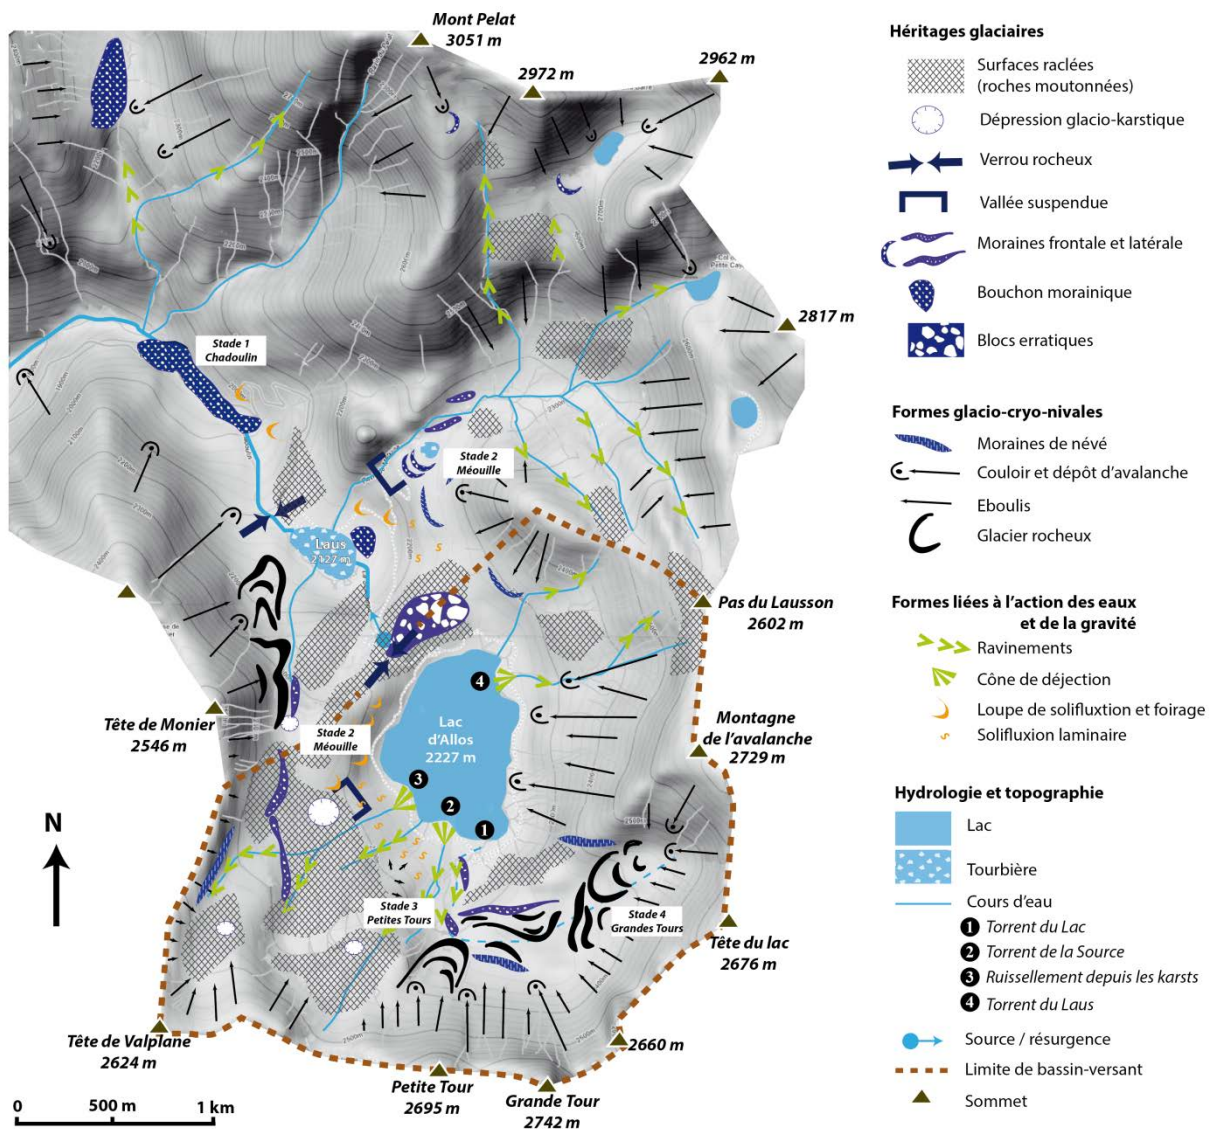 Mont Pelat
3051 m
2972 m
2962 m
2817 m
Stade 1
Chadoulin
Stade 2
Méouille
Laus
2127 m
Pas du Lausson
2602 m
Tête de Monier
2546 m
Stade 2
Méouille
Lac
d'Allos
2227 m
Montagne
de l'avalanche
2729 m
4
3
2
1
N
Stade 3
Petites Tours
Stade 4
Grandes Tours
Tête du lac
2676 m
Tête de Valplane
2624 m
2660 m
Petite Tour
2695 m
Grande Tour
2742 m
0 500 m 1 km
Héritages glaciaires
Surfaces raclées
(roches moutonnées)
Dépression glacio-karstique
Verrou rocheux
Vallée suspendue
Moraines frontale et latérale
Bouchon morainique
Blocs erratiques
Formes glacio-cryo-nivales
Moraines de névé
Couloir et dépôt d'avalanche
Eboulis
Glacier rocheux
Formes liées à l'action des eaux
et de la gravité
Ravinements
Cône de déjection
Loupe de solifluxtion et foirage
Solifluxion laminaire
Hydrologie et topographie
Lac
Tourbière
Cours d'eau
1 Torrent du Lac
2 Torrent de la Source
3 Ruissellement depuis les karsts
4 Torrent du Laus
Source / résurgence
Limite de bassin-versant
Sommet